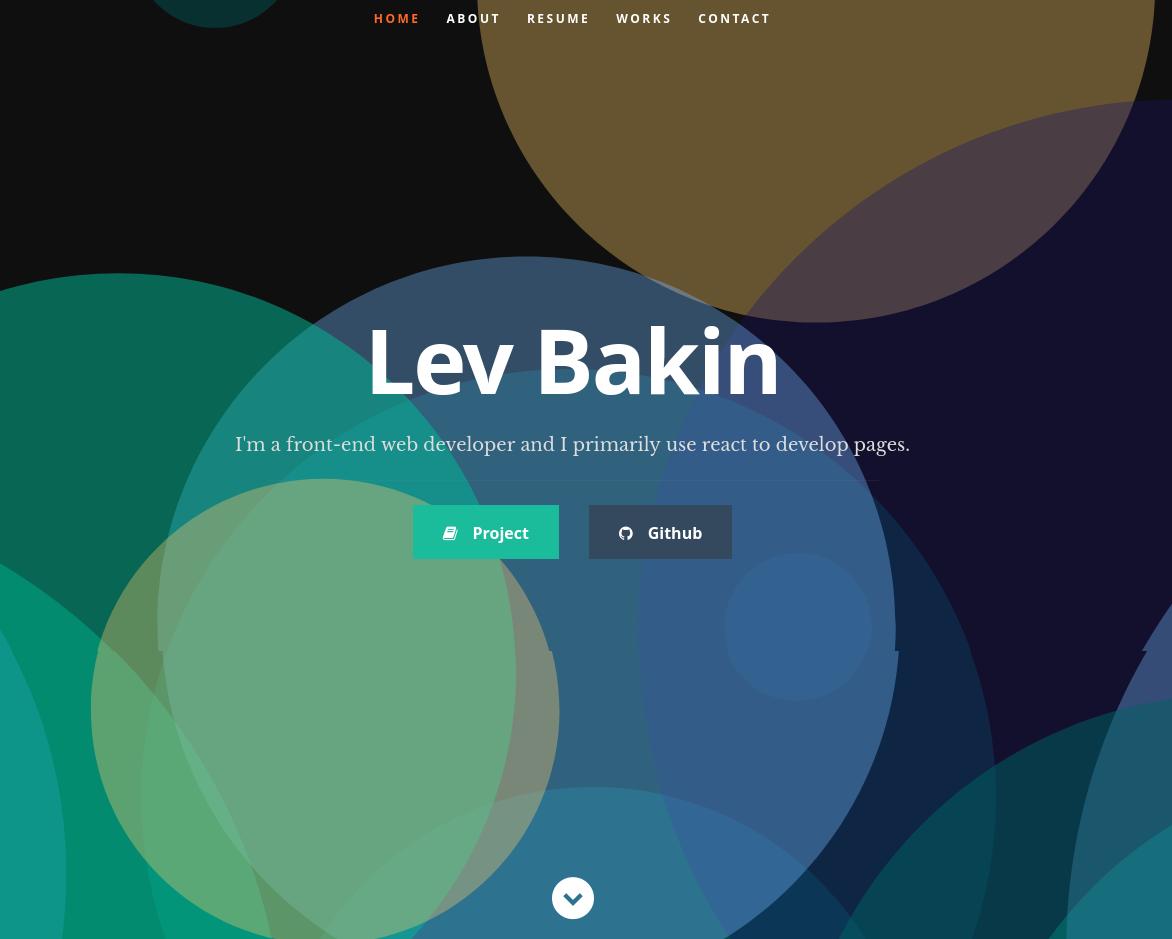 HOME ABOUT RESUME WORKS CONTACT
Lev Bakin
I'm a front-end web developer and I primarily use react to develop pages.
Project Github